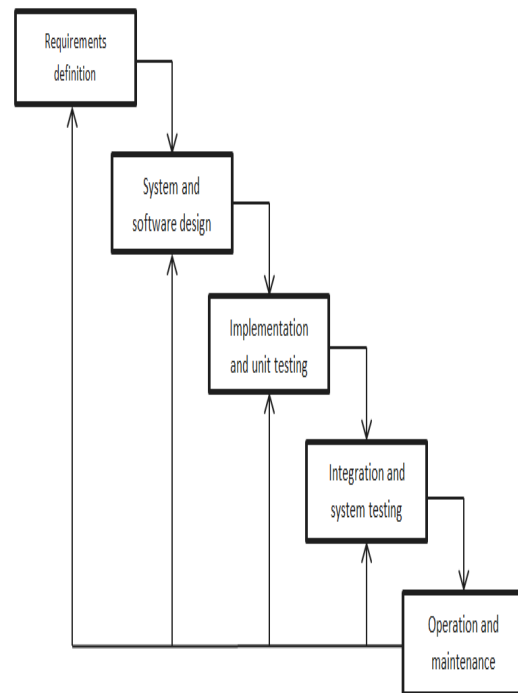 Requirements
definition
System and
software design
Implementation
and unit testing
Integration and
system testing
Operation and
maintenance